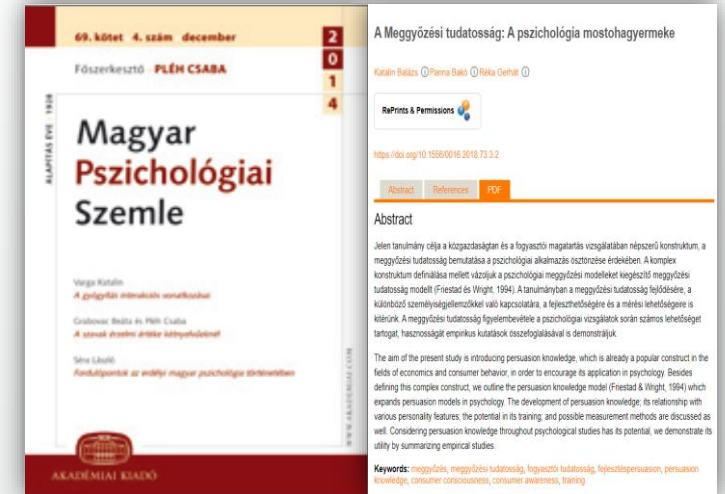 69. kötet 4. szám december
2
0
1
4
Főszerkesztő PLÉH CSABA
ALAPÍTÁS ÉVE 1928
Magyar
Pszichológiai
Szemle
Varga Katalin
A gyógyítás interakciós vonatkozásai
Grabovac Beáta és Pléh Csaba
A szavak érzelmi értéke kétnyelvűeknél
Séra László
Fordulópontok az erdélyi magyar pszichológia történetében
WWW.AKADEMIAI.COM
AKADÉMIAI KIADÓ
A Meggyőzési tudatosság: A pszichológia mostohagyermeke
Katalin Balázs Panna Bakó Réka Gerhát
RePrints & Permissions
https://doi.org/10.1556/0016.2018.73.3.2
Abstract References PDF
Abstract
Jelen tanulmány célja a közgazdaságtan és a fogyasztói magatartás vizsgálatában népszerű konstruktum, a
meggyőzési tudatosság bemutatása a pszichológiai alkalmazás ösztönzése érdekében. A komplex
konstruktum definiálása mellett vázoljuk a pszichológiai meggyőzési modelleket kiegészítő meggyőzési
tudatosság modellt (Friestad és Wright, 1994). A tanulmányban a meggyőzési tudatosság fejlődésére, a
különböző személyiségjellemzőkkel való kapcsolatára, a fejleszthetőségére és a mérési lehetőségeire is
kitérünk. A meggyőzési tudatosság figyelembevétele a pszichológiai vizsgálatok során számos lehetőséget
tartogat, hasznosságát empirikus kutatások összefoglalásával is demonstráljuk.
The aim of the present study is introducing persuasion knowledge, which is already a popular construct in the
fields of economics and consumer behavior, in order to encourage its application in psychology. Besides
defining this complex construct, we outline the persuasion knowledge model (Friestad & Wright, 1994) which
expands persuasion models in psychology. The development of persuasion knowledge; its relationship with
various personality features; the potential in its training; and possible measurement methods are discussed as
well. Considering persuasion knowledge throughout psychological studies has its potential, we demonstrate its
utility by summarizing empirical studies.
Keywords: meggyőzés, meggyőzési tudatosság, fogyasztói tudatosság, fejlesztéspersuasion, persuasion
knowledge, consumer consciousness, consumer awareness, training